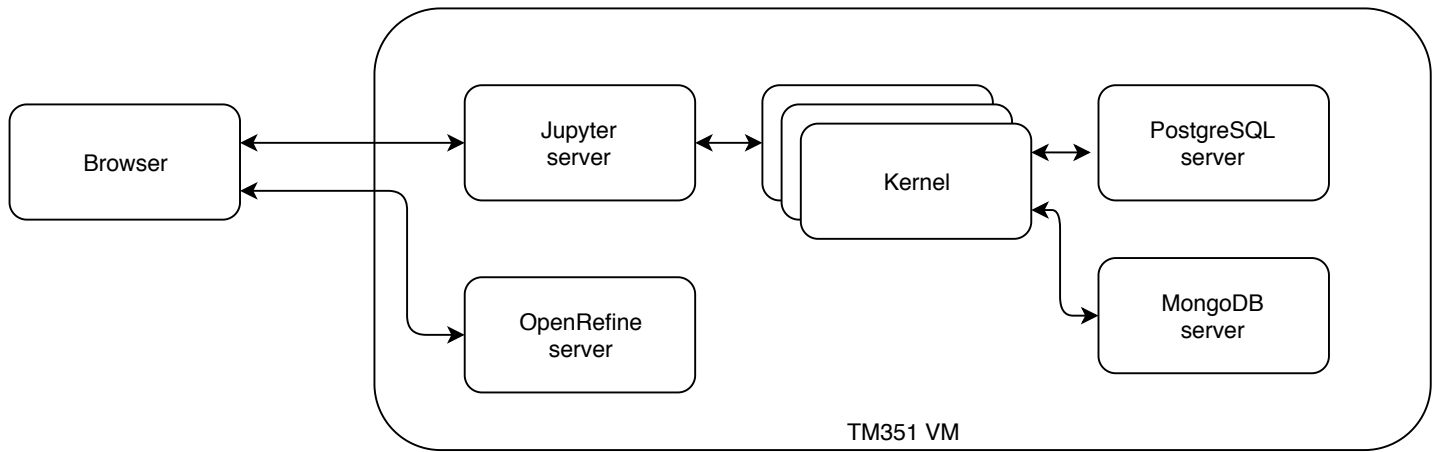 Browser
Jupyter
server
Kernel
PostgreSQL
server
OpenRefine
server
MongoDB
server
TM351 VM